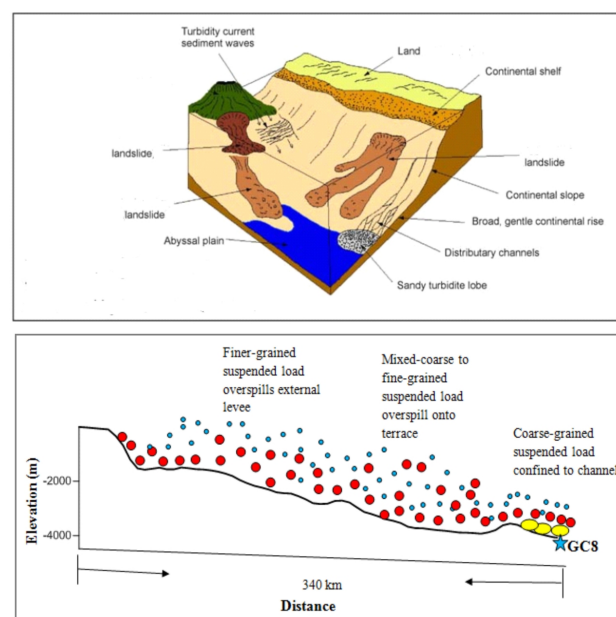 Turbidity current
sediment waves
Land
Continental shelf
landslide
landslide
Continental slope
landslide
Broad, gentle continental rise
Abyssal plain
Distributary channels
Sandy turbidite lobe
Finer-grained
suspended load
overspills external
levee
Mixed-coarse to
fine-grained
suspended load
overspill onto
terrace
Coarse-grained
suspended load
confined to channel
Elevation (m)
-2000
-4000
GC8
340 km
Distance